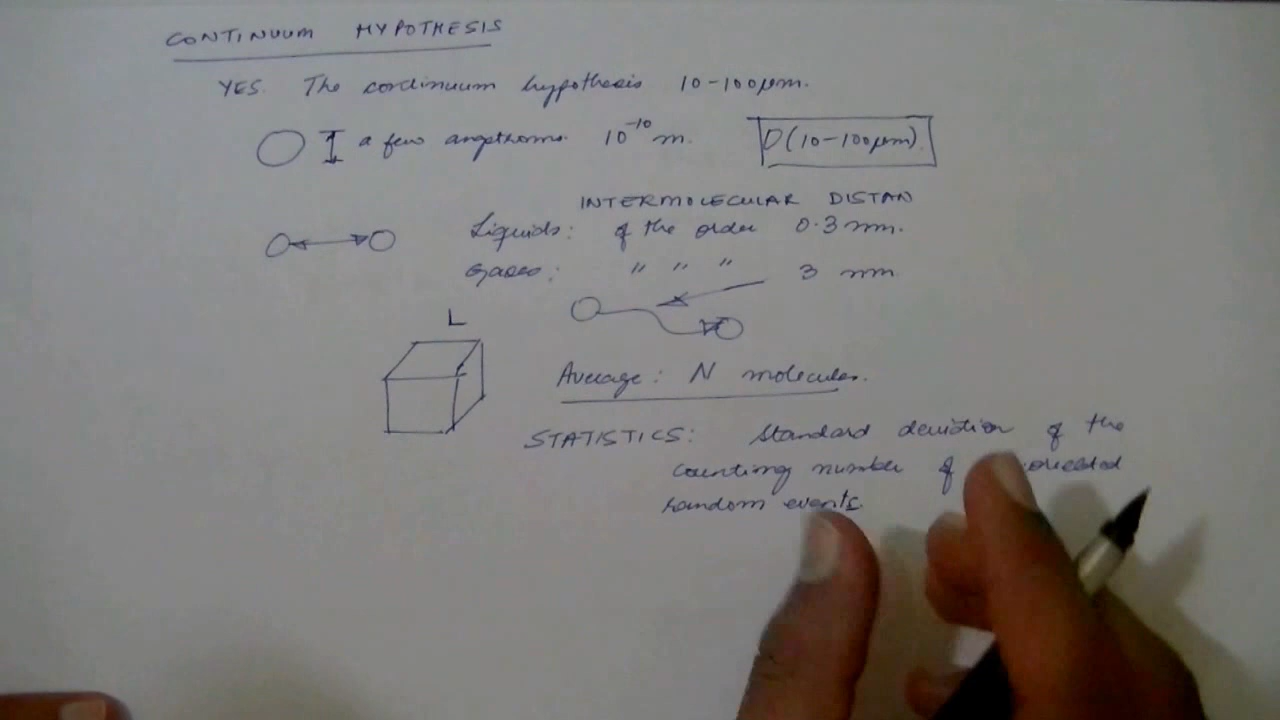 CONTINUUM HYPOTHESIS
YES. The continuum hypothesis 10-100μm.
a few angsthoms. 10⁻¹⁰ m. O(10-100μm).
INTERMOLECULAR DISTAN
Liquids: of the order 0.3 nm.
Gases: " " " 3 nm
L
Average: N molecules.
STATISTICS: Standard deviation of the
counting number of
random events.